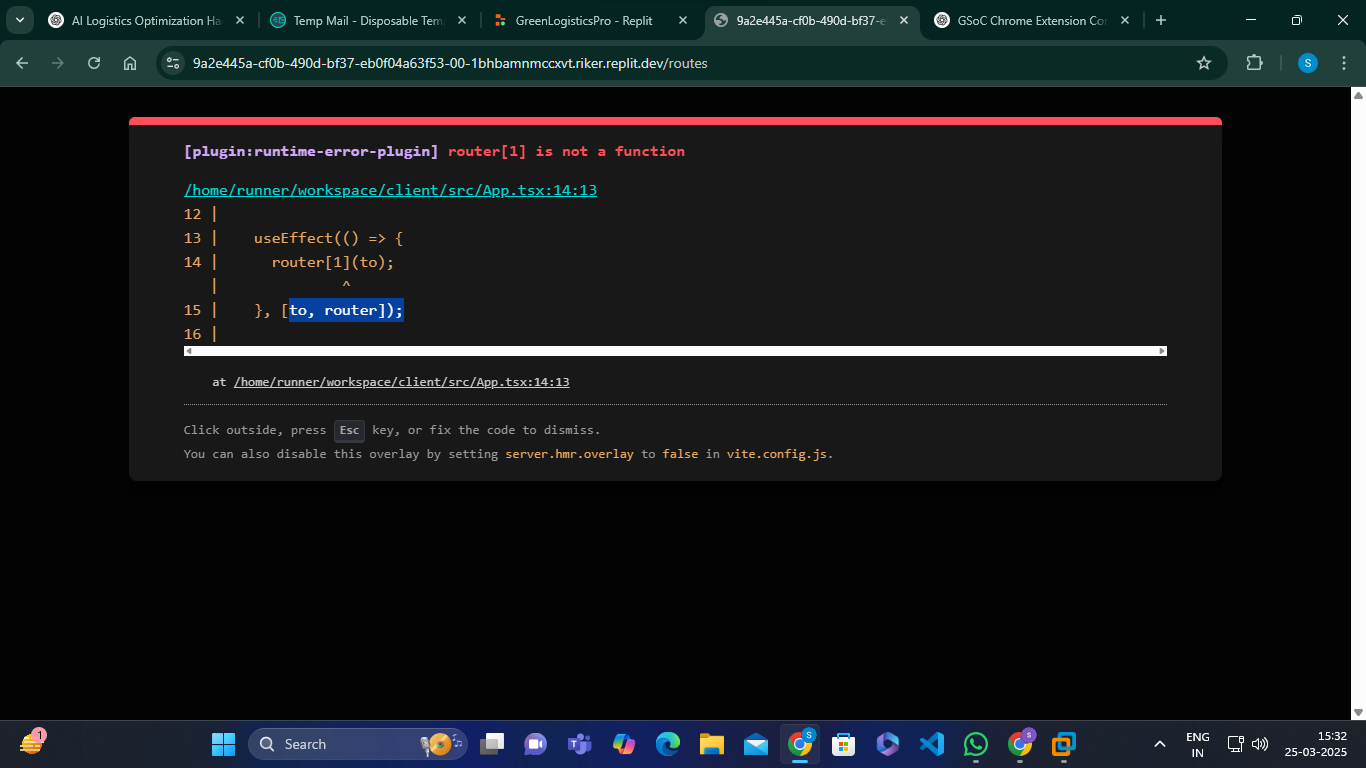 AI Logistics Optimization Ha
Temp Mail - Disposable Tem
GreenLogisticsPro - Replit
9a2e445a-cf0b-490d-bf37-e
GSoC Chrome Extension Co
9a2e445a-cf0b-490d-bf37-eb0f04a63f53-00-1bhbamnmccxvt.riker.replit.dev/routes
S
[plugin:runtime-error-plugin] router[1] is not a function
/home/runner/workspace/client/src/App.tsx:14:13
12 |
13 |    useEffect(() => {
14 |      router[1](to);
   |              ^
15 |    }, [to, router]);
16 |
at /home/runner/workspace/client/src/App.tsx:14:13
Click outside, press Esc key, or fix the code to dismiss.
You can also disable this overlay by setting server.hmr.overlay to false in vite.config.js.
1
Search
S
S
ENG
IN
15:32
25-03-2025